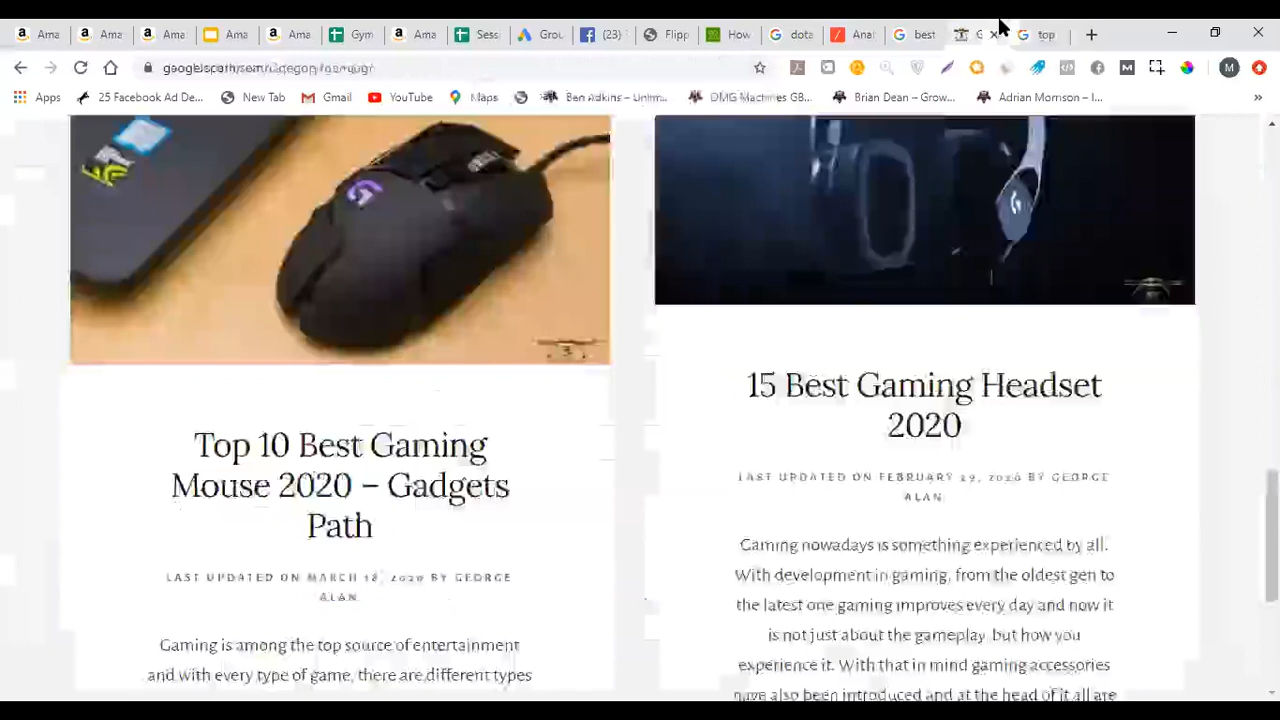 Ama
Ama
Ama
Ama
A
Gym
Ama
Sess
Grou
(23)
Flipp
How
dota
Anal
best
G
top
Apps
25 Facebook Ad De...
New Tab
Gmail
YouTube
Maps
Ben Adkins – Unlim...
DMG Machines GB...
Brian Dean – Grow...
Adrian Morrison – I...
M
Top 10 Best Gaming
Mouse 2020 – Gadgets
Path
LAST UPDATED ON MARCH 18, 2020 BY GEORGE
ALAN
Gaming is among the top source of entertainment
and with every type of game, there are different types
15 Best Gaming Headset
2020
LAST UPDATED ON FEBRUARY 29, 2020 BY GEORGE
ALAN
Gaming nowadays is something experienced by all.
With development in gaming, from the oldest gen to
the latest one gaming improves every day and now it
is not just about the gameplay but how you
experience it. With that in mind gaming accessories
have also been introduced and at the head of it all are